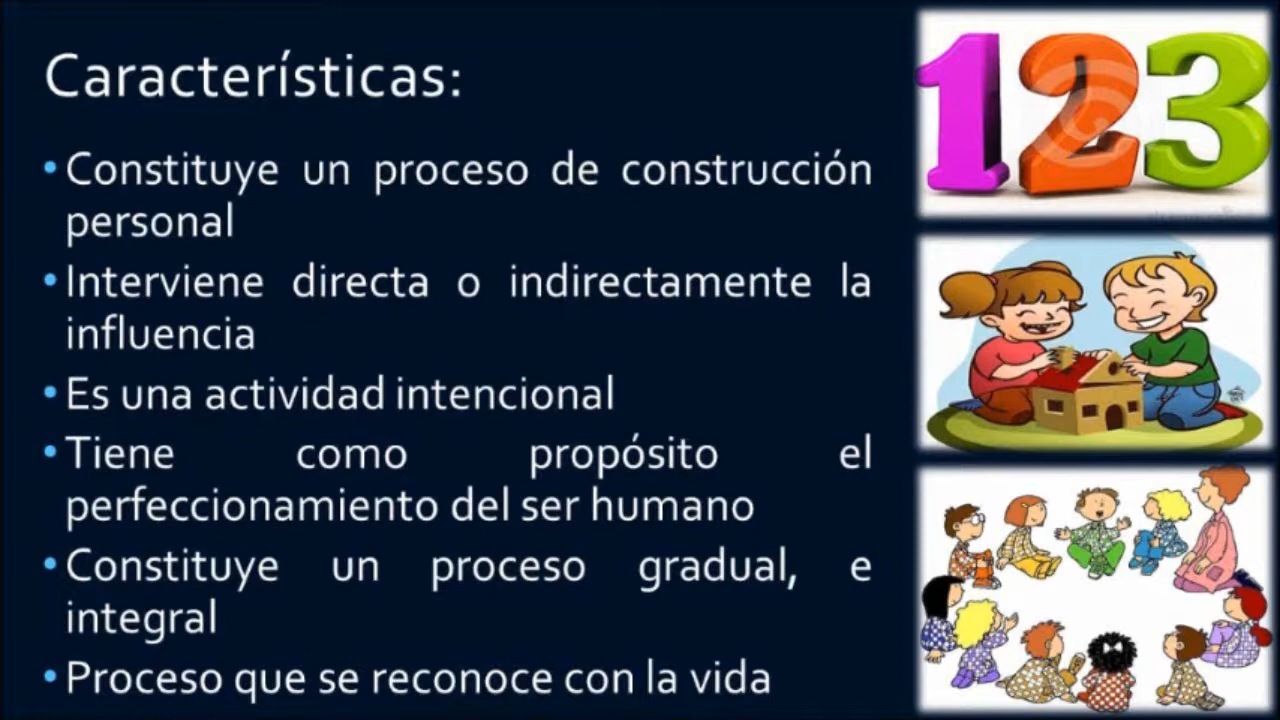 Características:
• Constituye un proceso de construcción
personal
• Interviene directa o indirectamente la
influencia
• Es una actividad intencional
• Tiene como propósito el
perfeccionamiento del ser humano
• Constituye un proceso gradual, e
integral
• Proceso que se reconoce con la vida
123